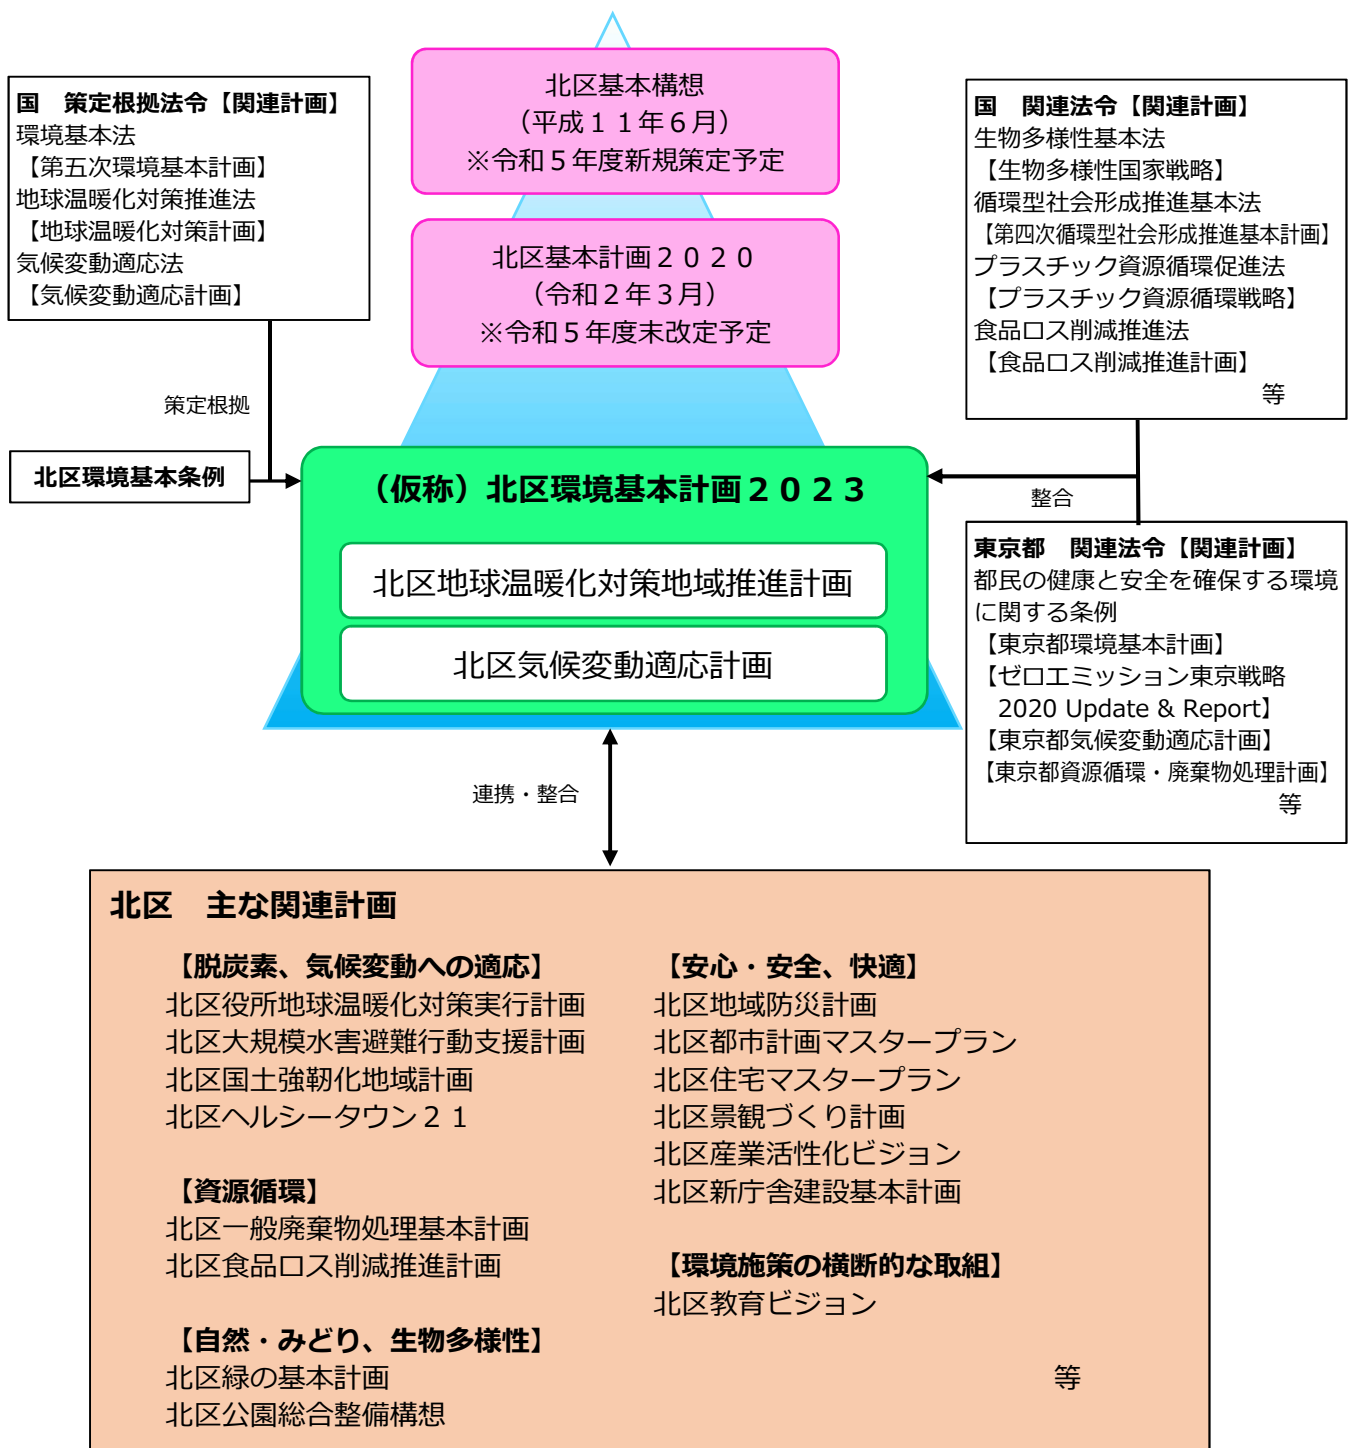 北区基本構想
（平成１１年６月）
※令和５年度新規策定予定
北区基本計画２０２０
（令和２年３月）
※令和５年度末改定予定
国　策定根拠法令【関連計画】
環境基本法
【第五次環境基本計画】
地球温暖化対策推進法
【地球温暖化対策計画】
気候変動適応法
【気候変動適応計画】
策定根拠
北区環境基本条例
国　関連法令【関連計画】
生物多様性基本法
【生物多様性国家戦略】
循環型社会形成推進基本法
【第四次循環型社会形成推進基本計画】
プラスチック資源循環促進法
【プラスチック資源循環戦略】
食品ロス削減推進法
【食品ロス削減推進計画】
等
整合
（仮称）北区環境基本計画２０２３
北区地球温暖化対策地域推進計画
北区気候変動適応計画
東京都　関連法令【関連計画】
都民の健康と安全を確保する環境
に関する条例
【東京都環境基本計画】
【ゼロエミッション東京戦略
2020 Update & Report】
【東京都気候変動適応計画】
【東京都資源循環・廃棄物処理計画】
等
連携・整合
北区　主な関連計画
【脱炭素、気候変動への適応】
北区役所地球温暖化対策実行計画
北区大規模水害避難行動支援計画
北区国土強靭化地域計画
北区ヘルシータウン２１
【資源循環】
北区一般廃棄物処理基本計画
北区食品ロス削減推進計画
【自然・みどり、生物多様性】
北区緑の基本計画
北区公園総合整備構想
【安心・安全、快適】
北区地域防災計画
北区都市計画マスタープラン
北区住宅マスタープラン
北区景観づくり計画
北区産業活性化ビジョン
北区新庁舎建設基本計画
【環境施策の横断的な取組】
北区教育ビジョン
等